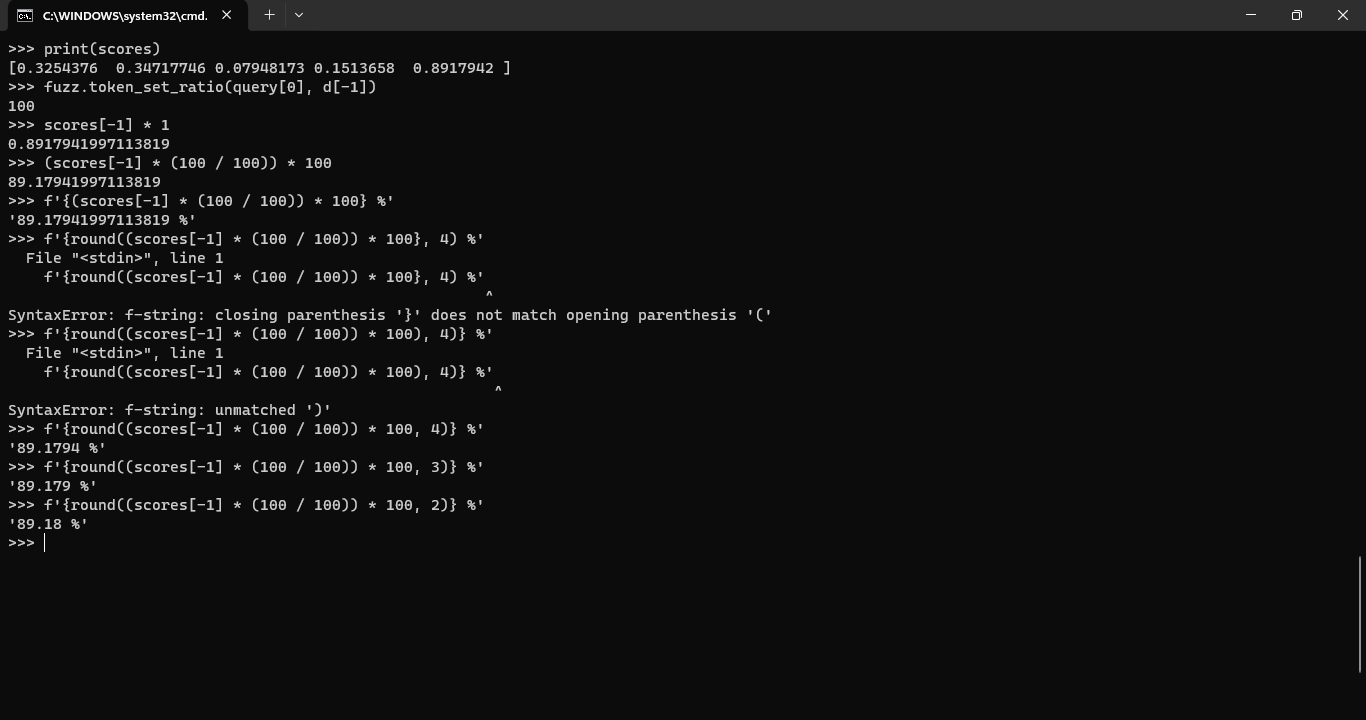 C:\WINDOWS\system32\cmd.
>>> print(scores)
[0.3254376  0.34717746 0.07948173 0.1513658  0.8917942 ]
>>> fuzz.token_set_ratio(query[0], d[-1])
100
>>> scores[-1] * 1
0.8917941997113819
>>> (scores[-1] * (100 / 100)) * 100
89.17941997113819
>>> f'{(scores[-1] * (100 / 100)) * 100} %'
'89.17941997113819 %'
>>> f'{round((scores[-1] * (100 / 100)) * 100}, 4) %'
  File "<stdin>", line 1
    f'{round((scores[-1] * (100 / 100)) * 100}, 4) %'
                                                     ^
SyntaxError: f-string: closing parenthesis '}' does not match opening parenthesis '('
>>> f'{round((scores[-1] * (100 / 100)) * 100), 4)} %'
  File "<stdin>", line 1
    f'{round((scores[-1] * (100 / 100)) * 100), 4)} %'
                                                      ^
SyntaxError: f-string: unmatched ')'
>>> f'{round((scores[-1] * (100 / 100)) * 100, 4)} %'
'89.1794 %'
>>> f'{round((scores[-1] * (100 / 100)) * 100, 3)} %'
'89.179 %'
>>> f'{round((scores[-1] * (100 / 100)) * 100, 2)} %'
'89.18 %'
>>>